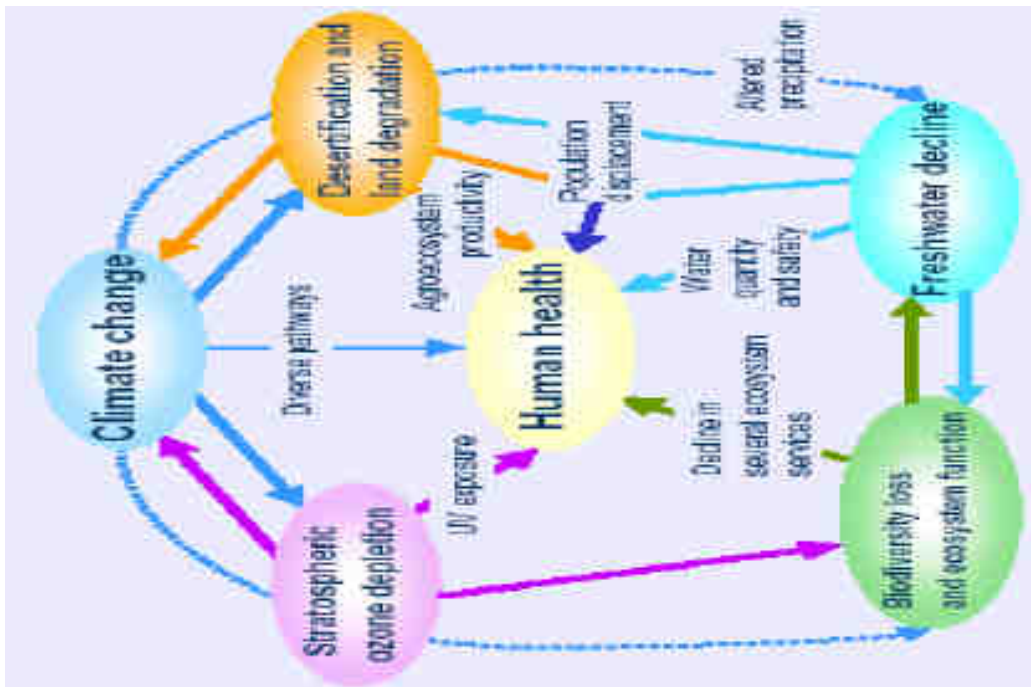 Climate change
Diverse pathways
Stratospheric
ozone depletion
Desertification and
land degradation
UV exposure
Agroecosystem
productivity
Human health
Population
displacement
Decline in
several ecosystem
services
Water
quantity
and safety
Altered
precipitation
Biodiversity loss
and ecosystem function
Freshwater decline